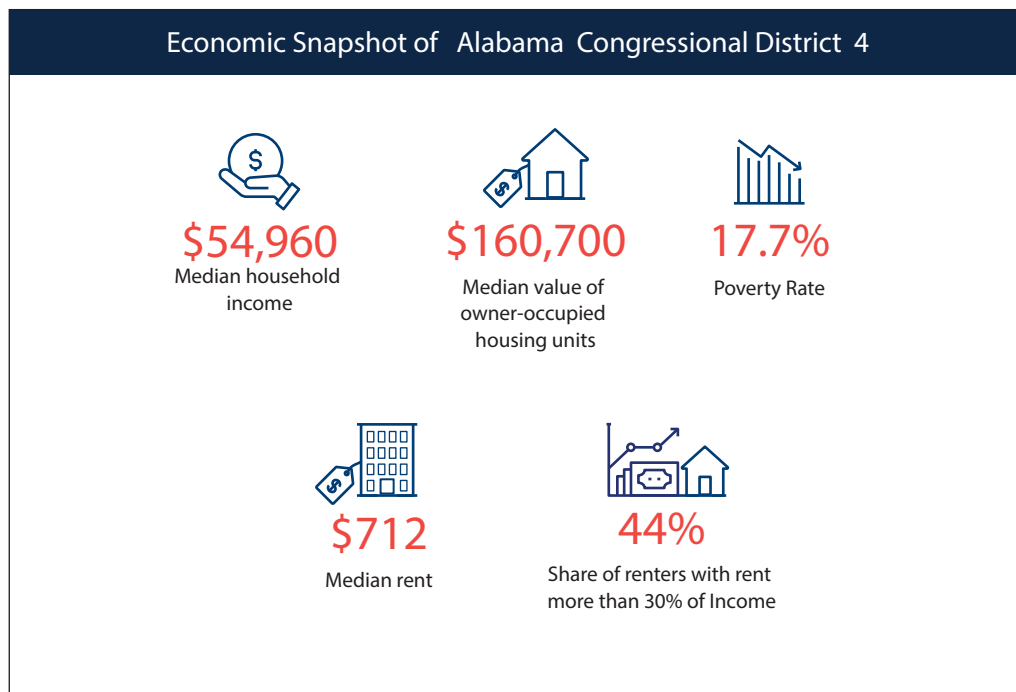 Economic Snapshot of Alabama Congressional District 4
$
$54,960
Median household
income
$
$160,700
Median value of
owner-occupied
housing units
17.7%
Poverty Rate
$
$712
Median rent
44%
Share of renters with rent
more than 30% of Income